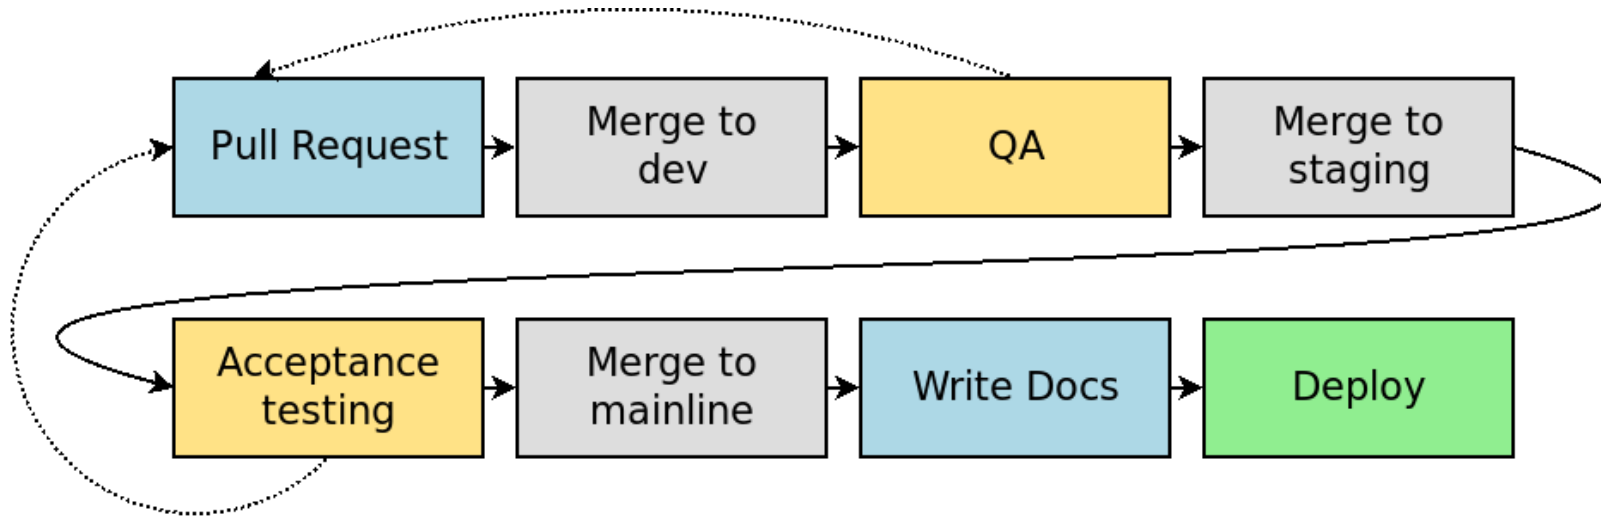 Pull Request
Merge to
dev
QA
Merge to
staging
Acceptance
testing
Merge to
mainline
Write Docs
Deploy